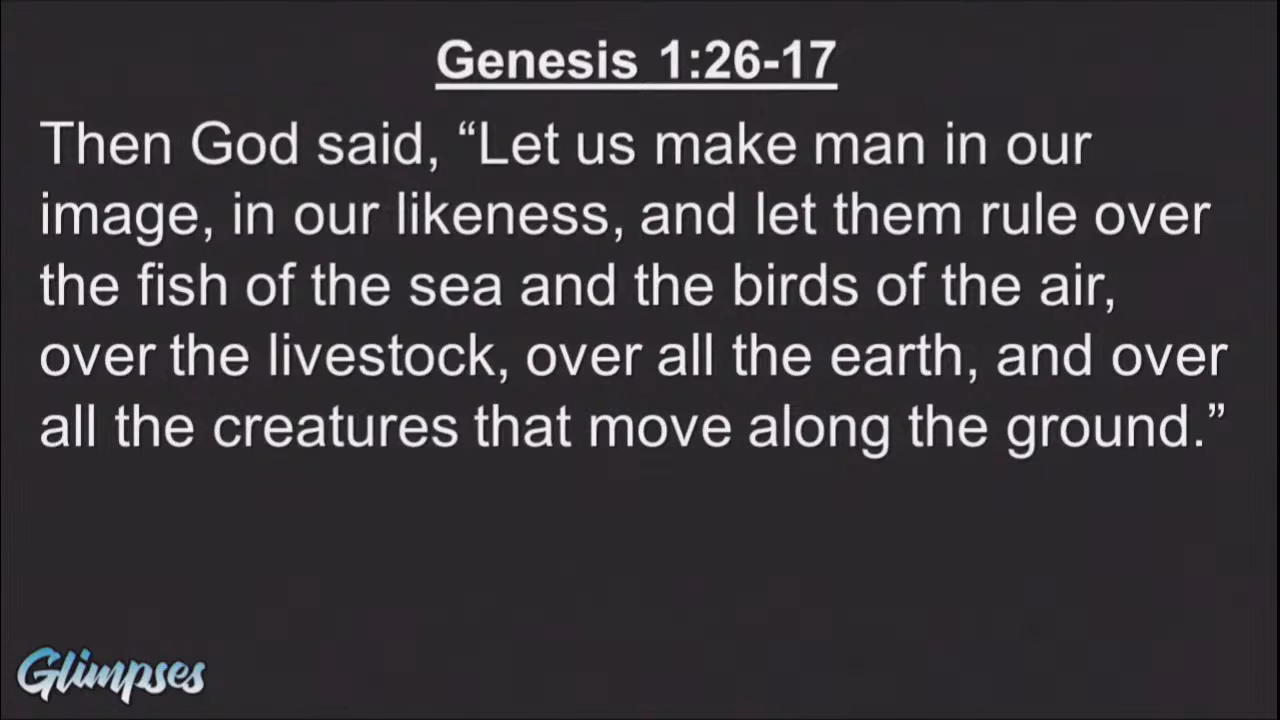 Genesis 1:26-17
Then God said, “Let us make man in our
image, in our likeness, and let them rule over
the fish of the sea and the birds of the air,
over the livestock, over all the earth, and over
all the creatures that move along the ground.”
Glimpses